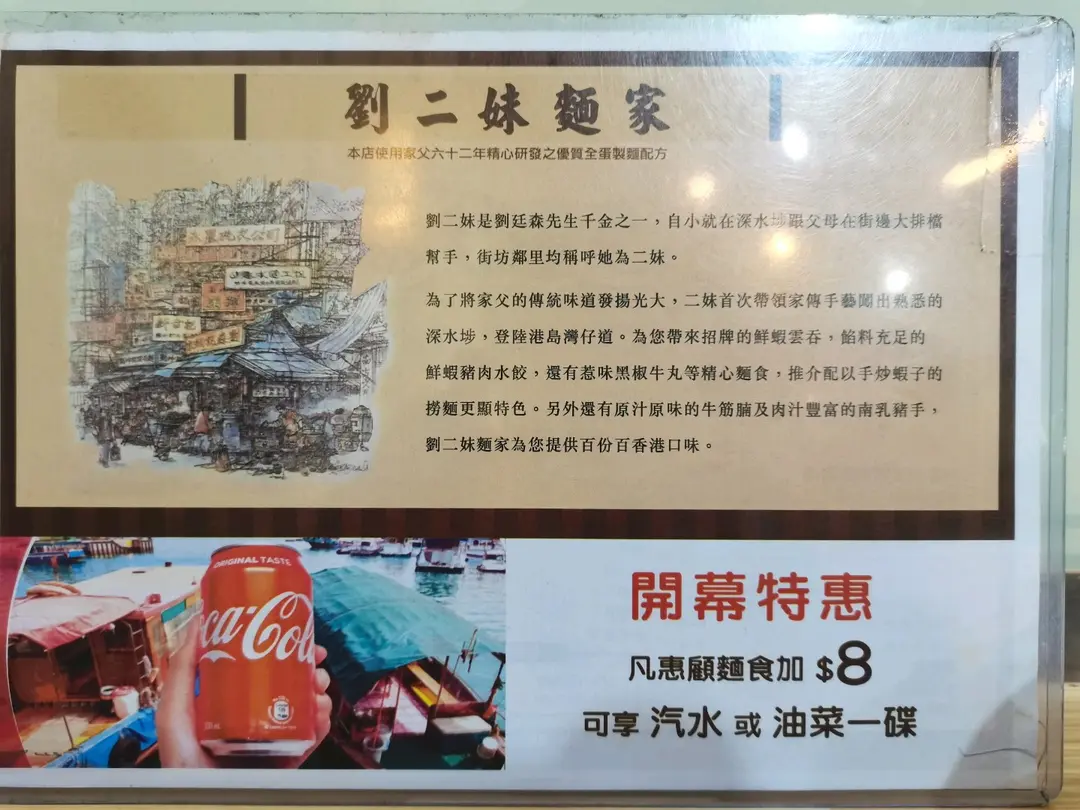 劉二妹麵家
本店使用家父六十二年精心研發之優質全蛋製麵配方
劉二妹是劉廷森先生千金之一，自小就在深水埗跟父母在街邊大排檔
幫手，街坊鄰里均稱呼她為二妹。
為了將家父的傳統味道發揚光大，二妹首次帶領家傳手藝闖出熟悉的
深水埗，登陸港島灣仔道。為您帶來招牌的鮮蝦雲吞，餡料充足的
鮮蝦豬肉水餃，還有惹味黑椒牛丸等精心麵食，推介配以手炒蝦子的
撈麵更顯特色。另外還有原汁原味的牛筋腩及肉汁豐富的南乳豬手，
劉二妹麵家為您提供百份百香港口味。
ORIGINAL TASTE
ca-Col
開幕特惠
凡惠顧麵食加 $8
可享 汽水 或 油菜一碟